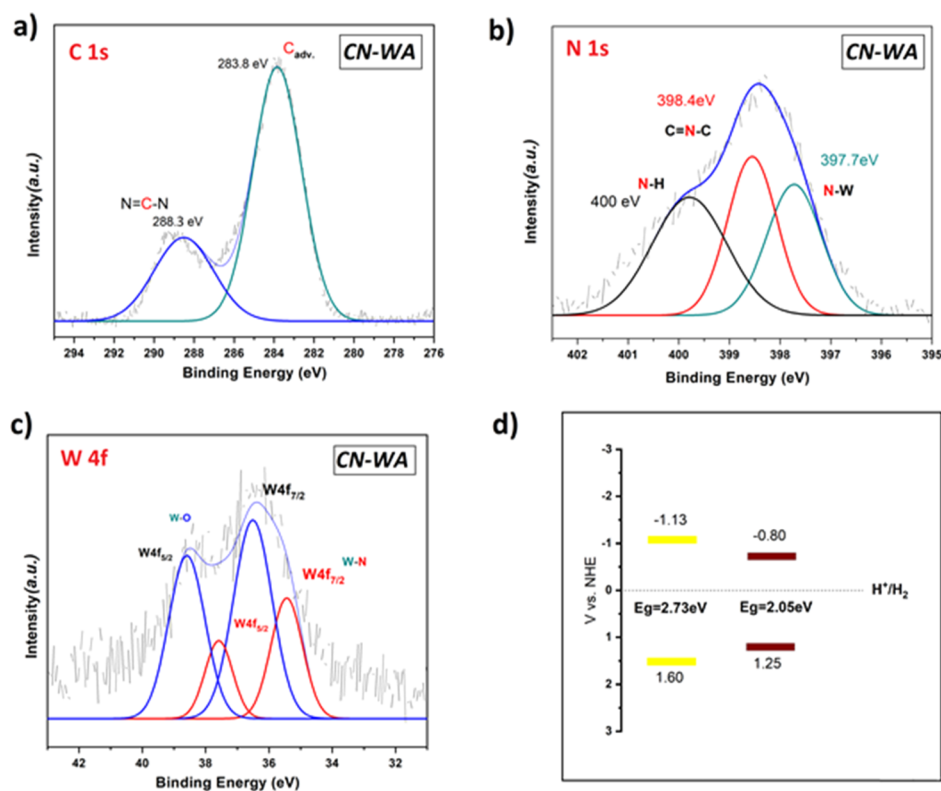 a)
C 1s
C adv.
283.8 eV
CN-WA
N=C-N
288.3 eV
Intensity(a.u.)
294 292 290 288 286 284 282 280 278 276
Binding Energy (eV)
b)
N 1s
CN-WA
398.4eV
C=N-C
397.7eV
N-H
400 eV
N-W
Intensity(a.u.)
402 401 400 399 398 397 396 395
Binding Energy (eV)
c)
W 4f
CN-WA
W4f7/2
W-O
W4f5/2
W-N
W4f7/2
W4f5/2
Intensity(a.u.)
42 40 38 36 34 32
Binding Energy (eV)
d)
-3
-2
-1
0
1
2
3
V vs. NHE
-1.13
-0.80
H+/H2
Eg=2.73eV
Eg=2.05eV
1.60
1.25